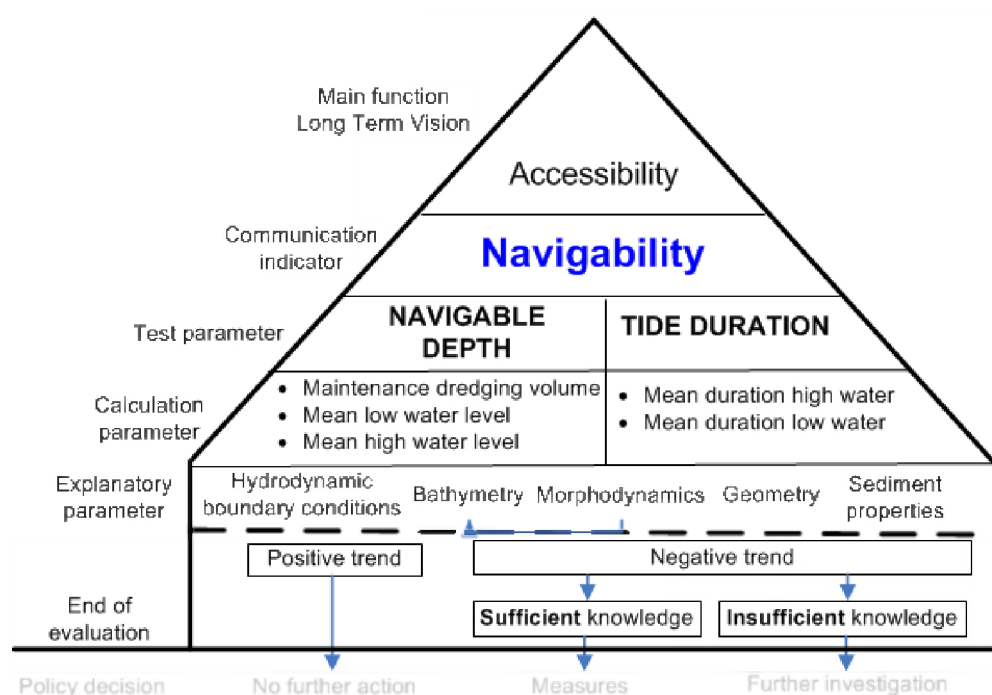 Main function
Long Term Vision
Accessibility
Communication
indicator
Navigability
Test parameter
NAVIGABLE
DEPTH
TIDE DURATION
Calculation
parameter
• Maintenance dredging volume
• Mean low water level
• Mean high water level
• Mean duration high water
• Mean duration low water
Explanatory
parameter
Hydrodynamic
boundary conditions
Bathymetry
Morphodynamics
Geometry
Sediment
properties
Positive trend
Negative trend
End of
evaluation
Sufficient knowledge
Insufficient knowledge
Policy decision
No further action
Measures
Further investigation